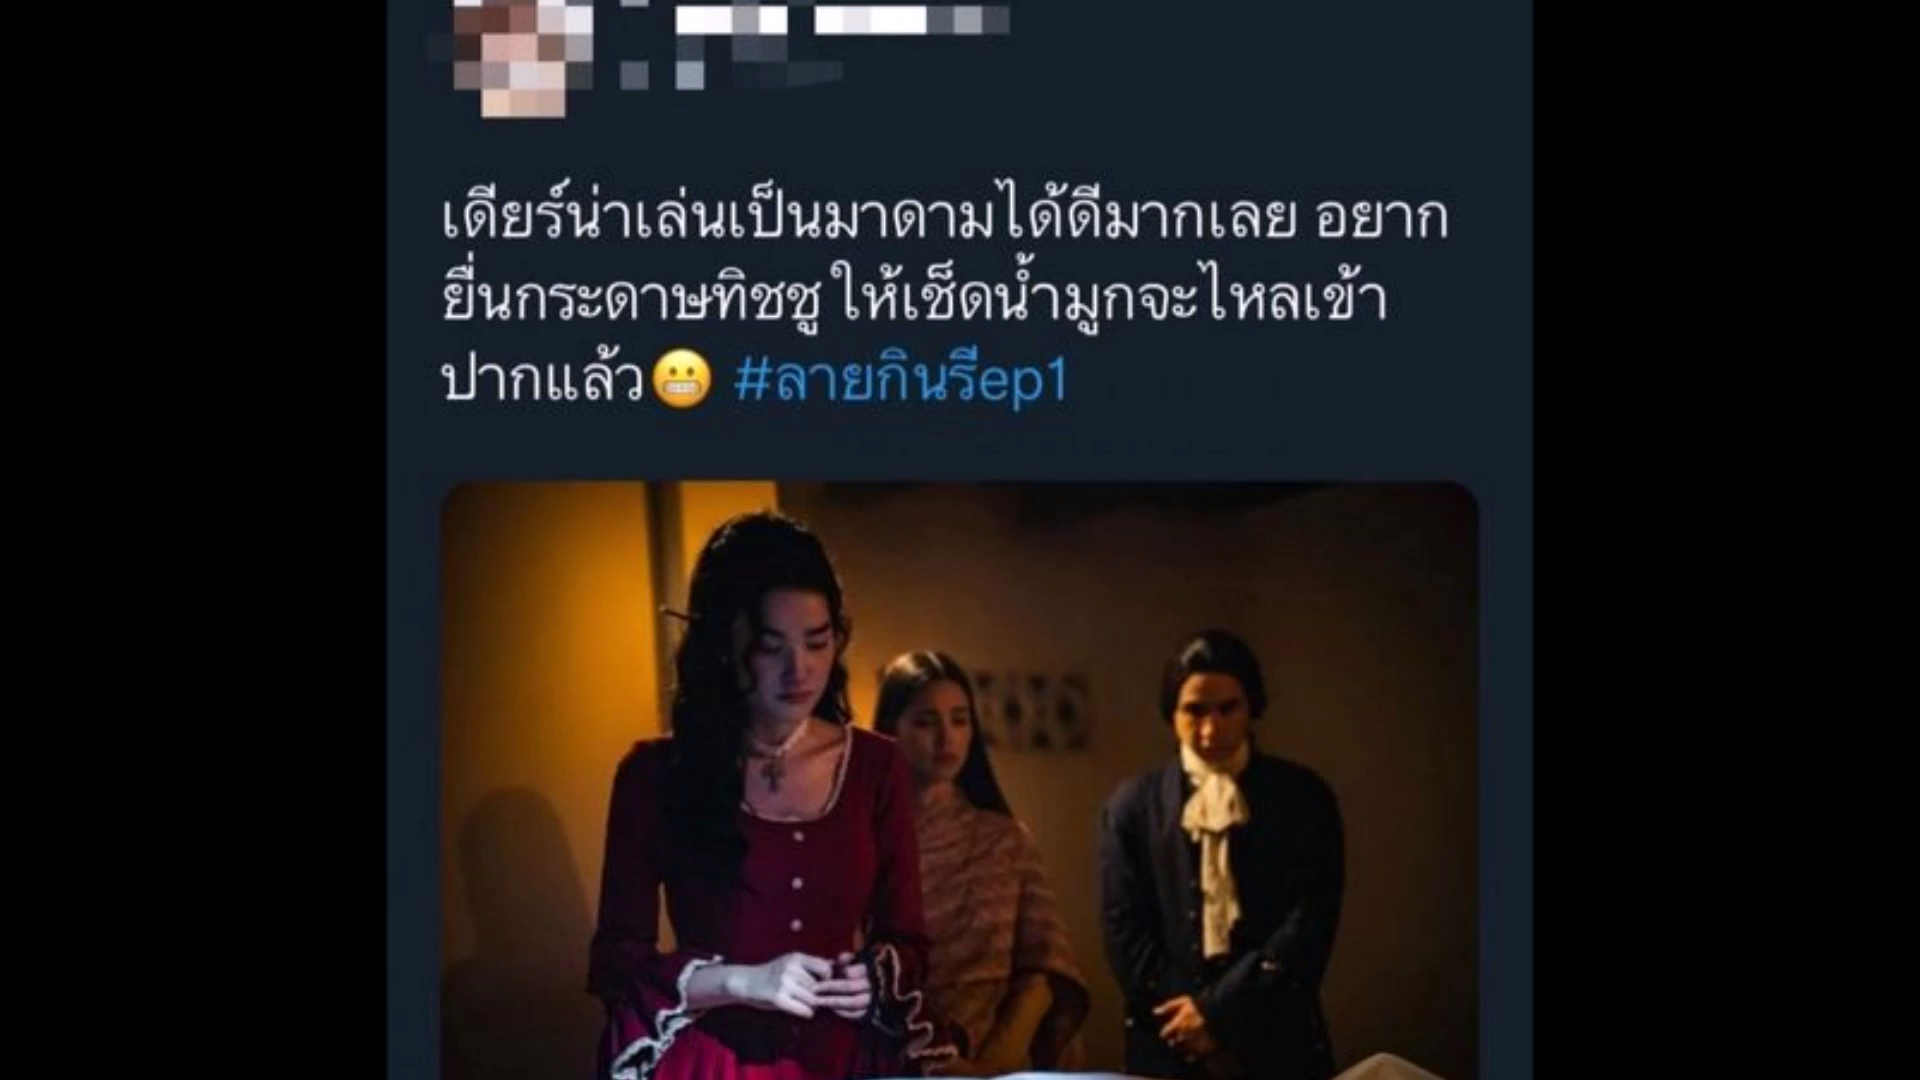 เดียร์น่าเล่นเป็นมาดามได้ดีมากเลย อยาก
ยื่นกระดาษทิชชู ให้เช็ดน้ำมูกจะไหลเข้า
ปากแล้ว😬 #ลายกินรีep1